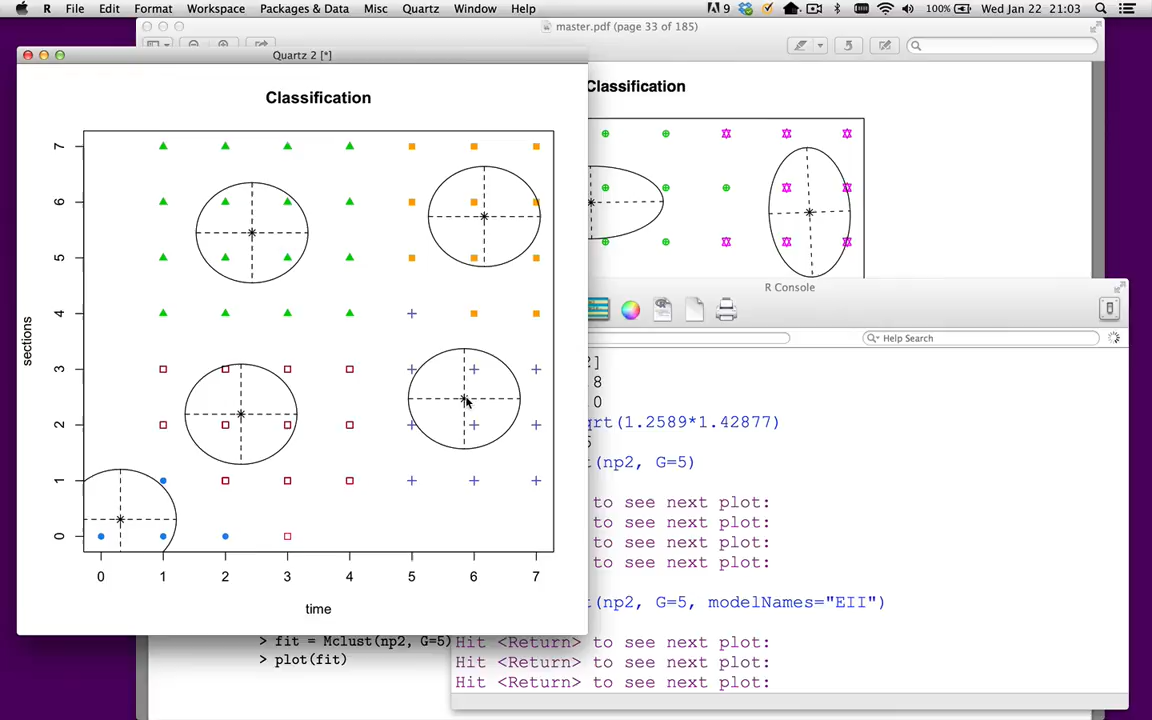 R File Edit Format Workspace Packages & Data Misc Quartz Window Help 9 100% Wed Jan 22 21:03
master.pdf (page 33 of 185)
Quartz 2 [*]
Classification
sections
7
6
5
4
3
2
1
0
0 1 2 3 4 5 6 7
time
Classification
R Console
Help Search
2]
8
0
qrt(1.2589*1.42877)
5
t(np2, G=5)
to see next plot:
to see next plot:
to see next plot:
to see next plot:
t(np2, G=5, modelNames="EII")
Hit <Return> to see next plot:
Hit <Return> to see next plot:
Hit <Return> to see next plot:
> fit = Mclust(np2, G=5)
> plot(fit)